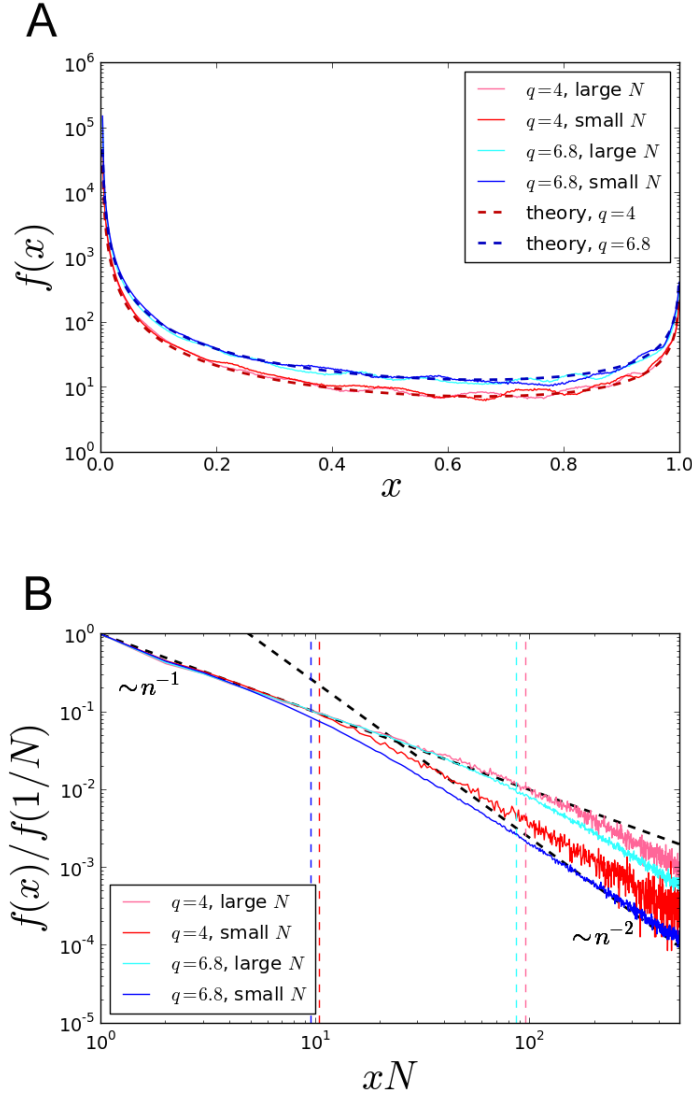 A
10^6
10^5
10^4
10^3
10^2
10^1
10^0
f(x)
q=4, large N
q=4, small N
q=6.8, large N
q=6.8, small N
theory, q=4
theory, q=6.8
0.0 0.2 0.4 0.6 0.8 1.0
x
B
10^0
10^-1
10^-2
10^-3
10^-4
10^-5
f(x)/f(1/N)
~n^-1
~n^-2
q=4, large N
q=4, small N
q=6.8, large N
q=6.8, small N
10^0 10^1 10^2
xN